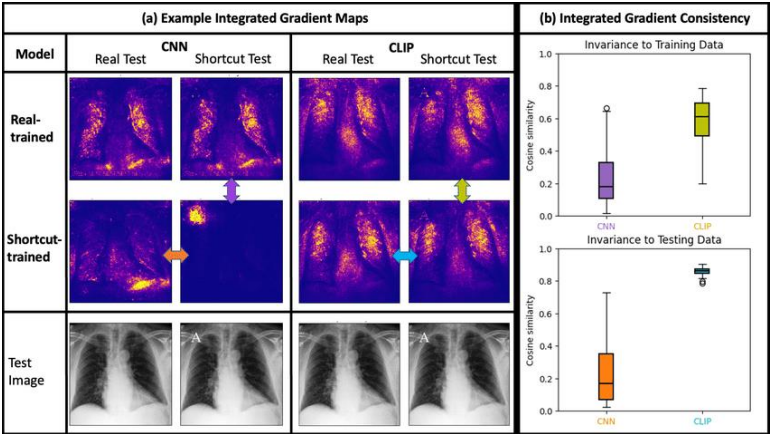 (a) Example Integrated Gradient Maps
Model
CNN
Real Test
Shortcut Test
CLIP
Real Test
Shortcut Test
Real-
trained
Shortcut-
trained
Test
Image
A
A
(b) Integrated Gradient Consistency
Invariance to Training Data
Cosine similarity
1.0
0.8
0.6
0.4
0.2
0.0
CNN
CLIP
Invariance to Testing Data
Cosine similarity
1.0
0.8
0.6
0.4
0.2
0.0
CNN
CLIP